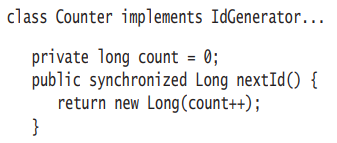 class Counter implements IdGenerator...
private long count = 0;
public synchronized Long nextId() {
return new Long(count++);
}